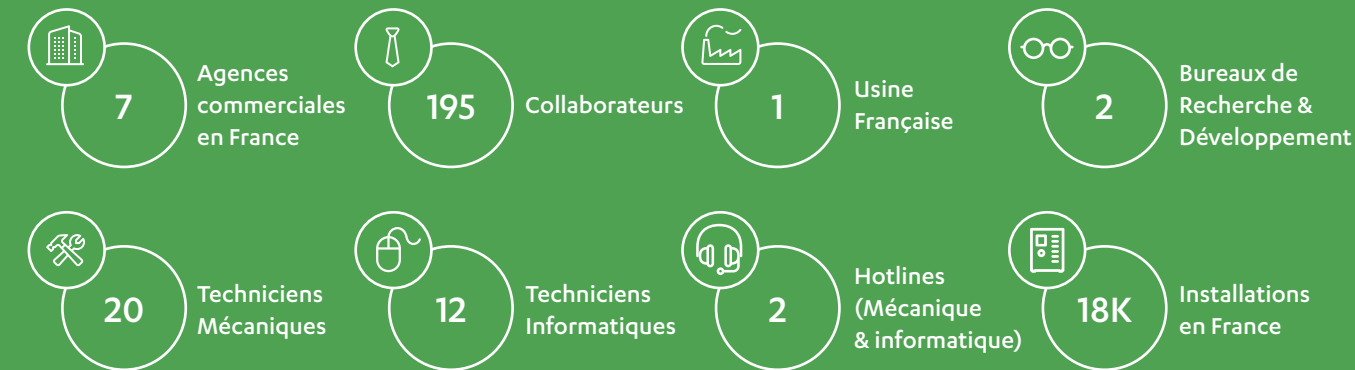 7
Agences
commerciales
en France
195
Collaborateurs
1
Usine
Française
2
Bureaux de
Recherche &
Développement
20
Techniciens
Mécaniques
12
Techniciens
Informatiques
2
Hotlines
(Mécanique
& informatique)
18K
Installations
en France